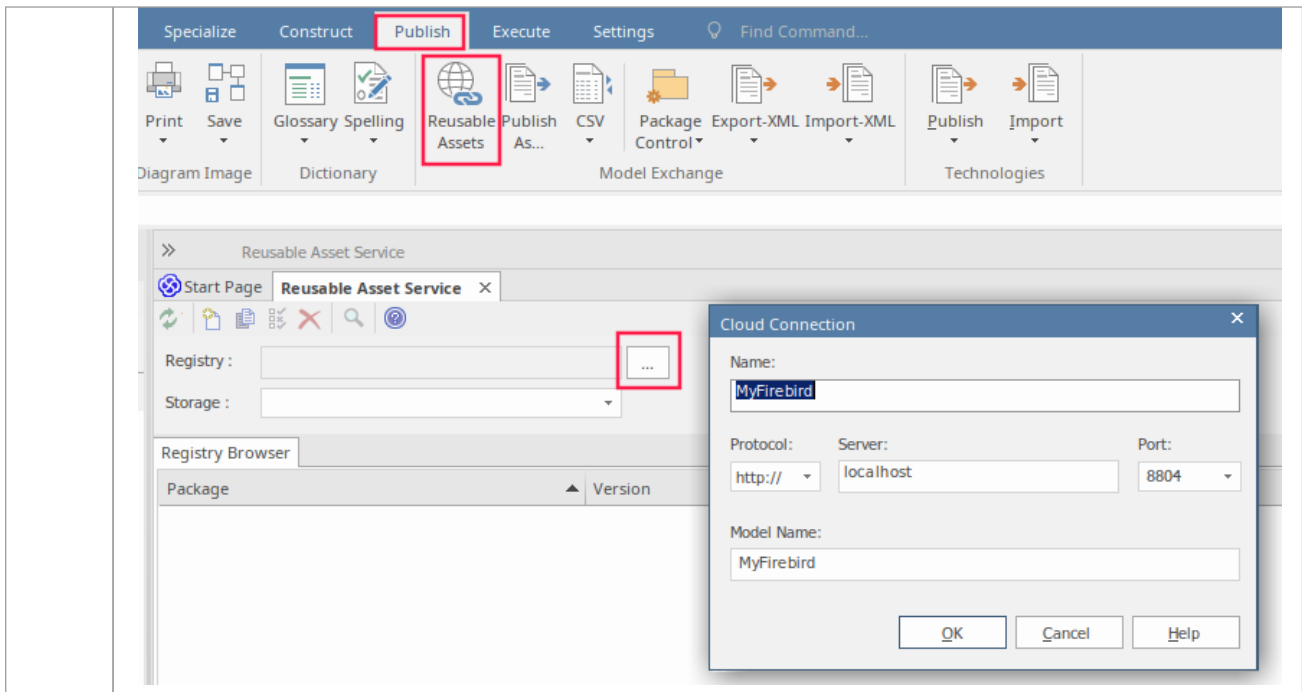 Specialize Construct Publish Execute Settings Find Command...
Print Save Glossary Spelling Reusable Publish CSV Package Export-XML Import-XML Publish Import
Assets As... Control
Diagram Image Dictionary Model Exchange Technologies
Reusable Asset Service
Start Page Reusable Asset Service
Registry : ...
Storage :
Registry Browser
Package Version
Cloud Connection
Name:
MyFirebird
Protocol: Server: Port:
http:// localhost 8804
Model Name:
MyFirebird
OK Cancel Help